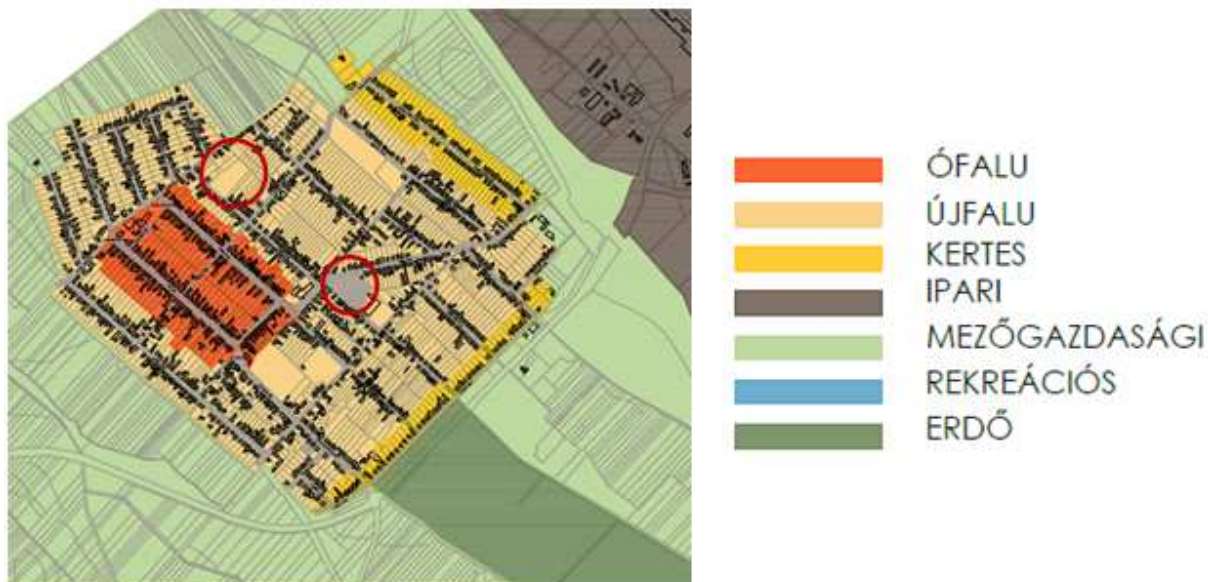 ÓFALU
ÚJFALU
KERTES
IPARI
MEZŐGAZDASÁGI
REKREÁCIÓS
ERDŐ